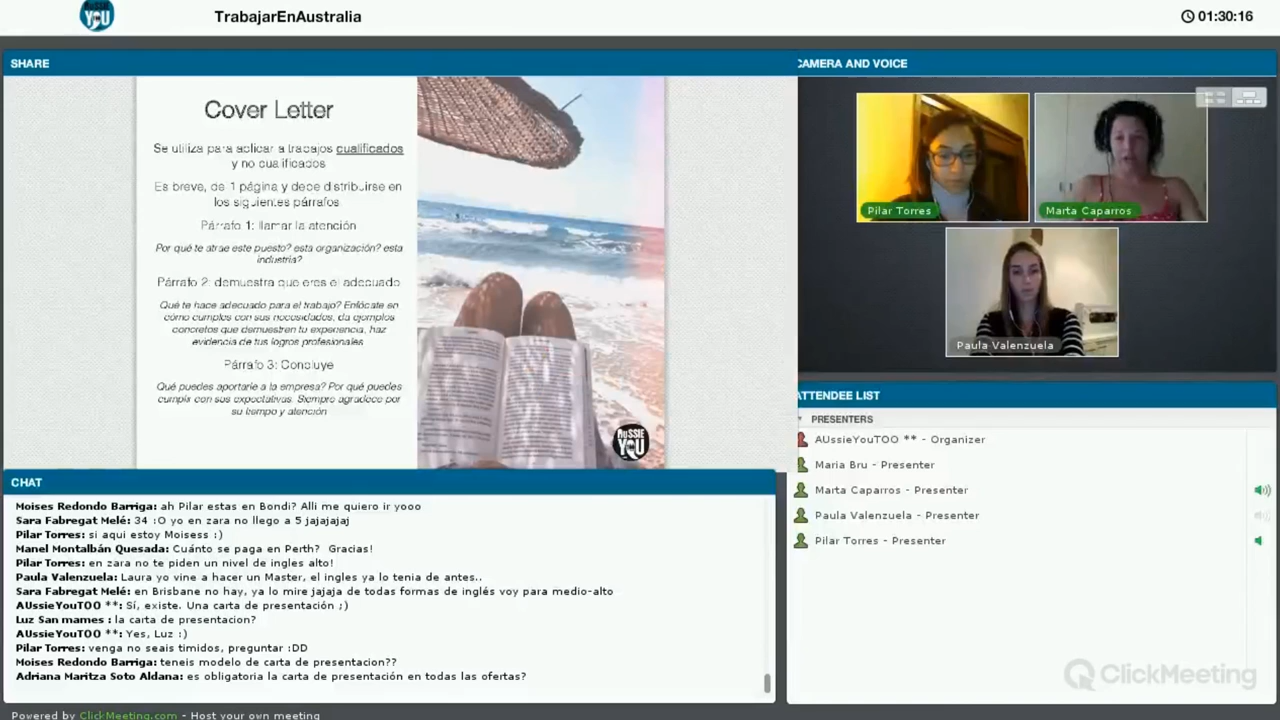 AUSSIE
YOU
TrabajarEnAustralia
01:30:16
SHARE
Cover Letter
Se utiliza para aplicar a trabajos cualificados
y no cualificados
Es breve, de 1 página y debe distribuirse en
los siguientes párrafos
Párrafo 1: llamar la atención
Por qué te atrae este puesto? esta organización? esta
industria?
Párrafo 2: demuestra que eres el adecuado
Qué te hace adecuado para el trabajo? Enfócate en
cómo cumples con sus necesidades, da ejemplos
concretos que demuestren tu experiencia, haz
evidencia de tus logros profesionales
Párrafo 3: Concluye
Qué puedes aportarle a la empresa? Por qué puedes
cumplir con sus expectativas. Siempre agradece por
su tiempo y atención
AUSSIE
YOU
CAMERA AND VOICE
Pilar Torres
Marta Caparros
Paula Valenzuela
ATTENDEE LIST
PRESENTERS
AUssieYouTOO ** - Organizer
Maria Bru - Presenter
Marta Caparros - Presenter
Paula Valenzuela - Presenter
Pilar Torres - Presenter
ClickMeeting
CHAT
Moises Redondo Barriga: ah Pilar estas en Bondi? Alli me quiero ir yooo
Sara Fabregat Melé: 34 :O yo en zara no llego a 5 jajajajaj
Pilar Torres: si aqui estoy Moisess :)
Manel Montalbán Quesada: Cuánto se paga en Perth? Gracias!
Pilar Torres: en zara no te piden un nivel de ingles alto!
Paula Valenzuela: Laura yo vine a hacer un Master, el ingles ya lo tenia de antes..
Sara Fabregat Melé: en Brisbane no hay, ya lo mire jajaja de todas formas de inglés voy para medio-alto
AUssieYouTOO **: Sí, existe. Una carta de presentación ;)
Luz San mames: la carta de presentacion?
AUssieYouTOO **: Yes, Luz :)
Pilar Torres: venga no seais timidos, preguntar :DD
Moises Redondo Barriga: teneis modelo de carta de presentacion??
Adriana Maritza Soto Aldana: es obligatoria la carta de presentación en todas las ofertas?
Powered by ClickMeeting.com - Host your own meeting